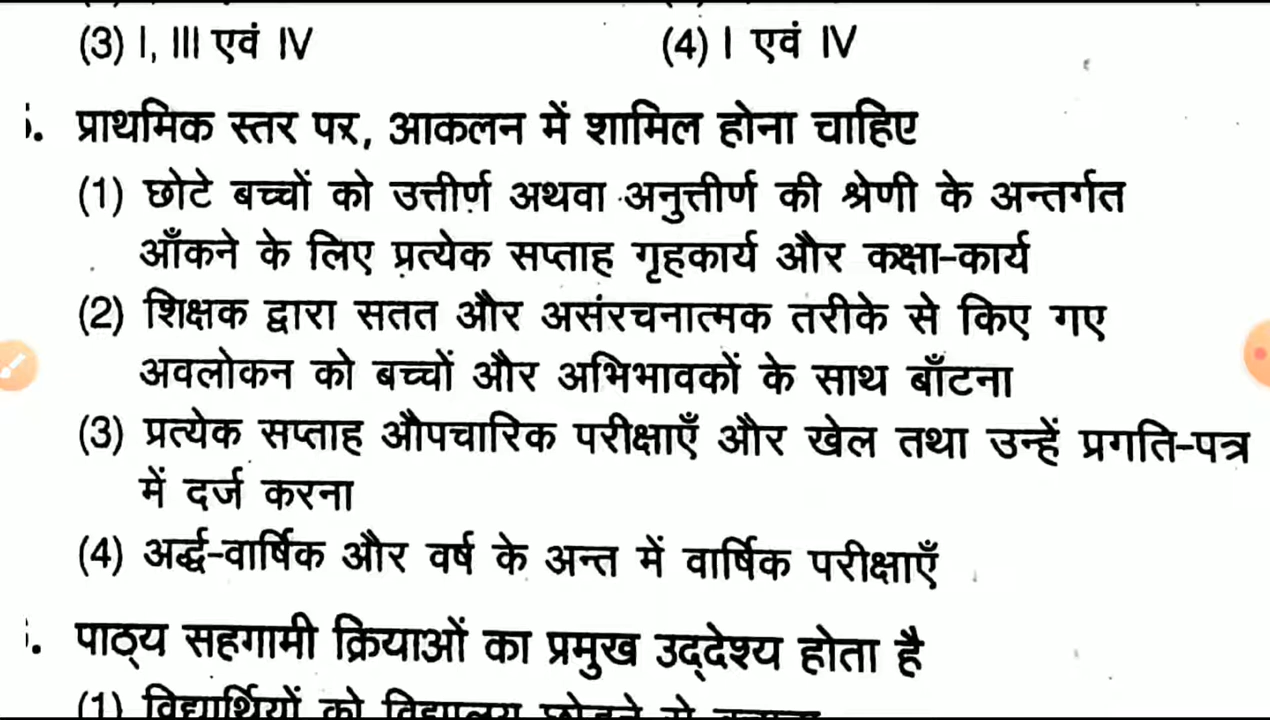 (3) I, III एवं IV
(4) I एवं IV
प्राथमिक स्तर पर, आकलन में शामिल होना चाहिए
(1) छोटे बच्चों को उत्तीर्ण अथवा अनुत्तीर्ण की श्रेणी के अन्तर्गत
आँकने के लिए प्रत्येक सप्ताह गृहकार्य और कक्षा-कार्य
(2) शिक्षक द्वारा सतत और असंरचनात्मक तरीके से किए गए
अवलोकन को बच्चों और अभिभावकों के साथ बाँटना
(3) प्रत्येक सप्ताह औपचारिक परीक्षाएँ और खेल तथा उन्हें प्रगति-पत्र
में दर्ज करना
(4) अर्द्ध-वार्षिक और वर्ष के अन्त में वार्षिक परीक्षाएँ
पाठ्य सहगामी क्रियाओं का प्रमुख उद्देश्य होता है
(1) विद्यार्थियों को विद्यालय छोड़ने से